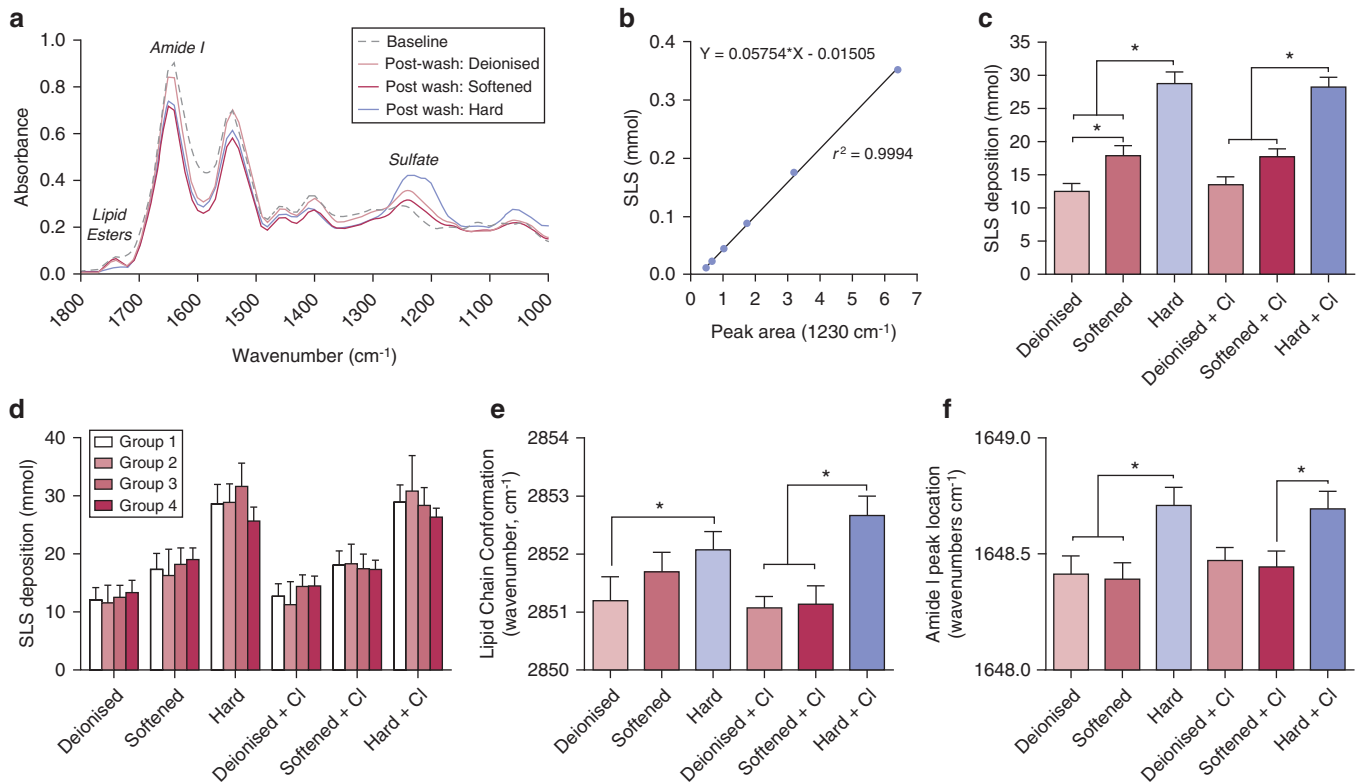 a
Absorbance
1.0
0.8
0.6
0.4
0.2
0.0
Amide I
Lipid
Esters
Sulfate
Baseline
Post-wash: Deionised
Post-wash: Softened
Post wash: Hard
1800
1700
1600
1500
1400
1300
1200
1100
1000
Wavenumber (cm-1)
b
SLS (mmol)
0.4
0.3
0.2
0.1
0.0
Y = 0.05754*X - 0.01505
r2 = 0.9994
0 1 2 3 4 5 6 7
Peak area (1230 cm-1)
c
SLS deposition (mmol)
35
30
25
20
15
10
5
0
*
*
*
Deionised
Softened
Hard
Deionised + Cl
Softened + Cl
Hard + Cl
d
SLS deposition (mmol)
40
30
20
10
0
Group 1
Group 2
Group 3
Group 4
Deionised
Softened
Hard
Deionised + Cl
Softened + Cl
Hard + Cl
e
Lipid Chain Conformation
(wavenumber, cm-1)
2854
2853
2852
2851
2850
*
*
Deionised
Softened
Hard
Deionised + Cl
Softened + Cl
Hard + Cl
f
Amide I peak location
(wavenumbers cm-1)
1649.0
1648.5
1648.0
*
*
Deionised
Softened
Hard
Deionised + Cl
Softened + Cl
Hard + Cl